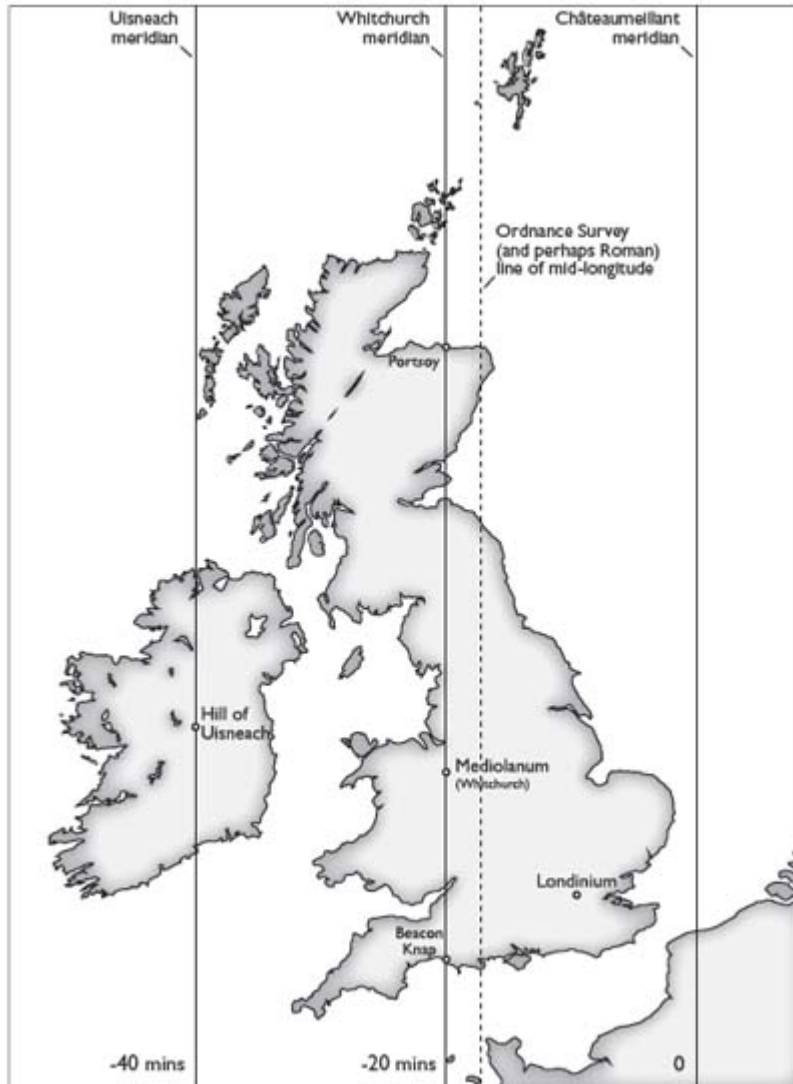 Uisneach
meridian
Whitchurch
meridian
Châteaumeillant
meridian
Ordnance Survey
(and perhaps Roman)
line of mid-longitude
Portsoy
Hill of
Uisneach
Mediolanum
(Whitchurch)
Londinium
Beacon
Knap
-40 mins
-20 mins
0